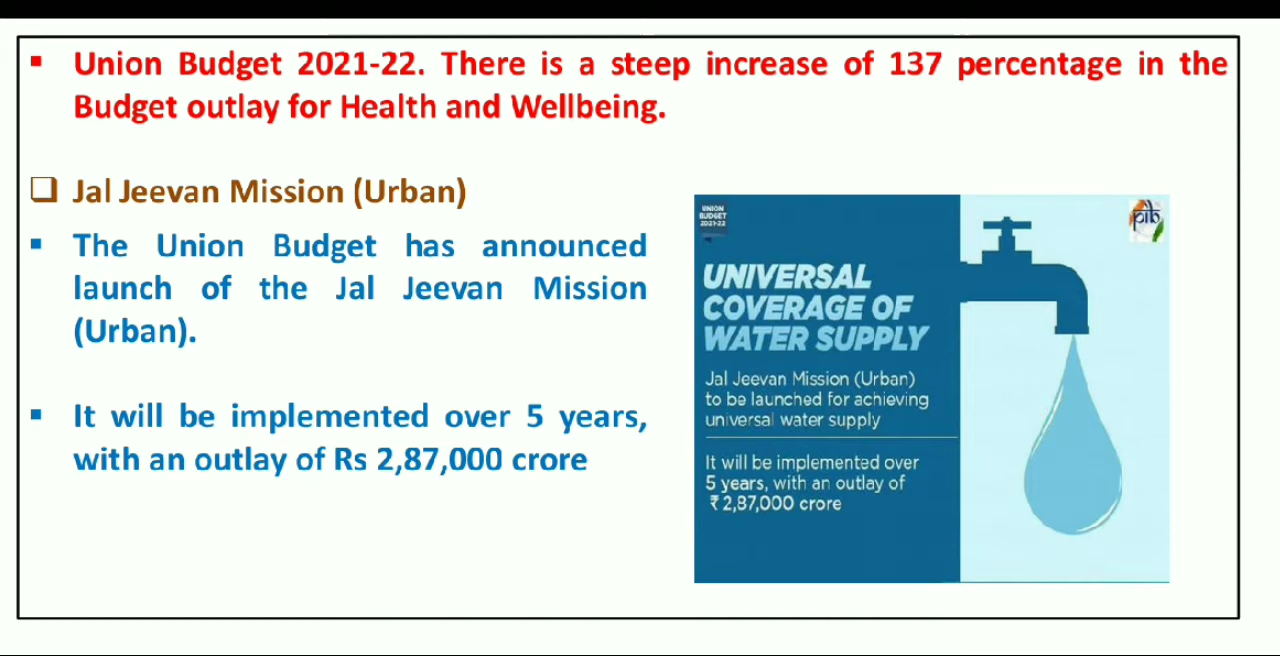 Union Budget 2021-22. There is a steep increase of 137 percentage in the
Budget outlay for Health and Wellbeing.
Jal Jeevan Mission (Urban)
The Union Budget has announced
launch of the Jal Jeevan Mission
(Urban).
It will be implemented over 5 years,
with an outlay of Rs 2,87,000 crore
UNION
BUDGET
2021-22
pib
UNIVERSAL
COVERAGE OF
WATER SUPPLY
Jal Jeevan Mission (Urban)
to be launched for achieving
universal water supply
It will be implemented over
5 years, with an outlay of
₹ 2,87,000 crore